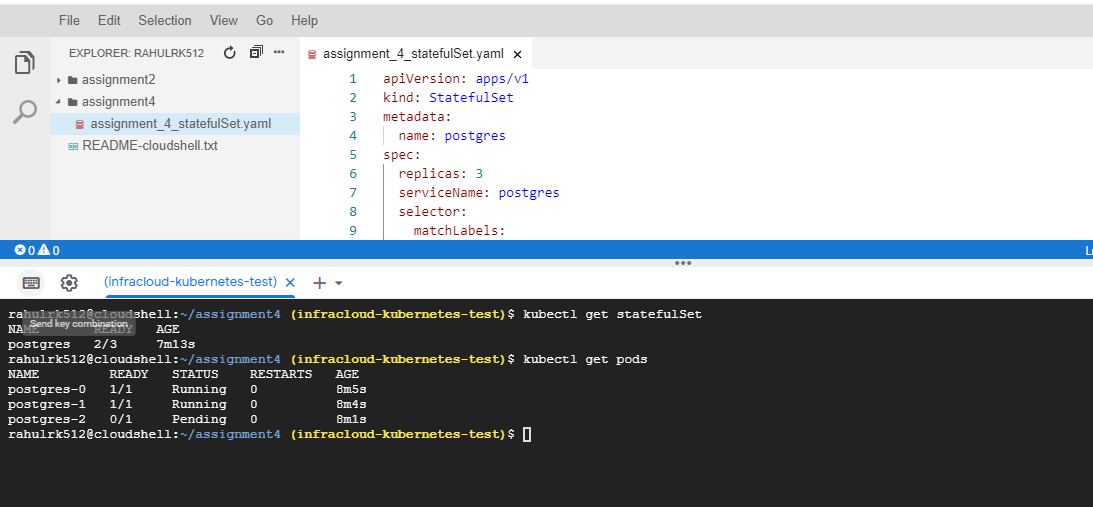 File Edit Selection View Go Help
EXPLORER: RAHULRK512
assignment_4_statefulSet.yaml ×
assignment2
assignment4
assignment_4_statefulSet.yaml
README-cloudshell.txt
1 apiVersion: apps/v1
2 kind: StatefulSet
3 metadata:
4 name: postgres
5 spec:
6 replicas: 3
7 serviceName: postgres
8 selector:
9 matchLabels:
0 0
(infracloud-kubernetes-test) ×
rahulrk512@cloudshell:~/assignment4 (infracloud-kubernetes-test)$ kubectl get statefulSet
Send key combination
NAME READY AGE
postgres 2/3 7m13s
rahulrk512@cloudshell:~/assignment4 (infracloud-kubernetes-test)$ kubectl get pods
NAME READY STATUS RESTARTS AGE
postgres-0 1/1 Running 0 8m5s
postgres-1 1/1 Running 0 8m4s
postgres-2 0/1 Pending 0 8m1s
rahulrk512@cloudshell:~/assignment4 (infracloud-kubernetes-test)$